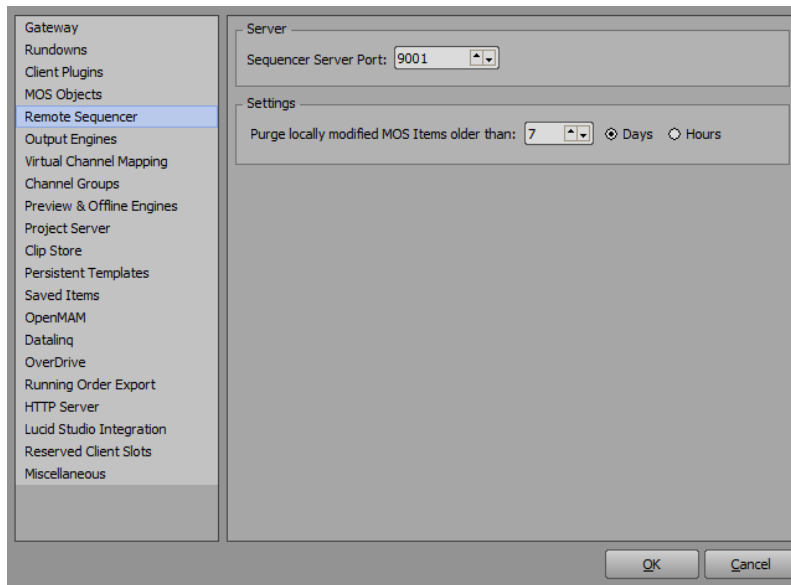 Gateway
Rundowns
Client Plugins
MOS Objects
Remote Sequencer
Output Engines
Virtual Channel Mapping
Channel Groups
Preview & Offline Engines
Project Server
Clip Store
Persistent Templates
Saved Items
OpenMAM
Datalinq
OverDrive
Running Order Export
HTTP Server
Lucid Studio Integration
Reserved Client Slots
Miscellaneous
Server
Sequencer Server Port: 9001
Settings
Purge locally modified MOS Items older than: 7 Days Hours
OK Cancel